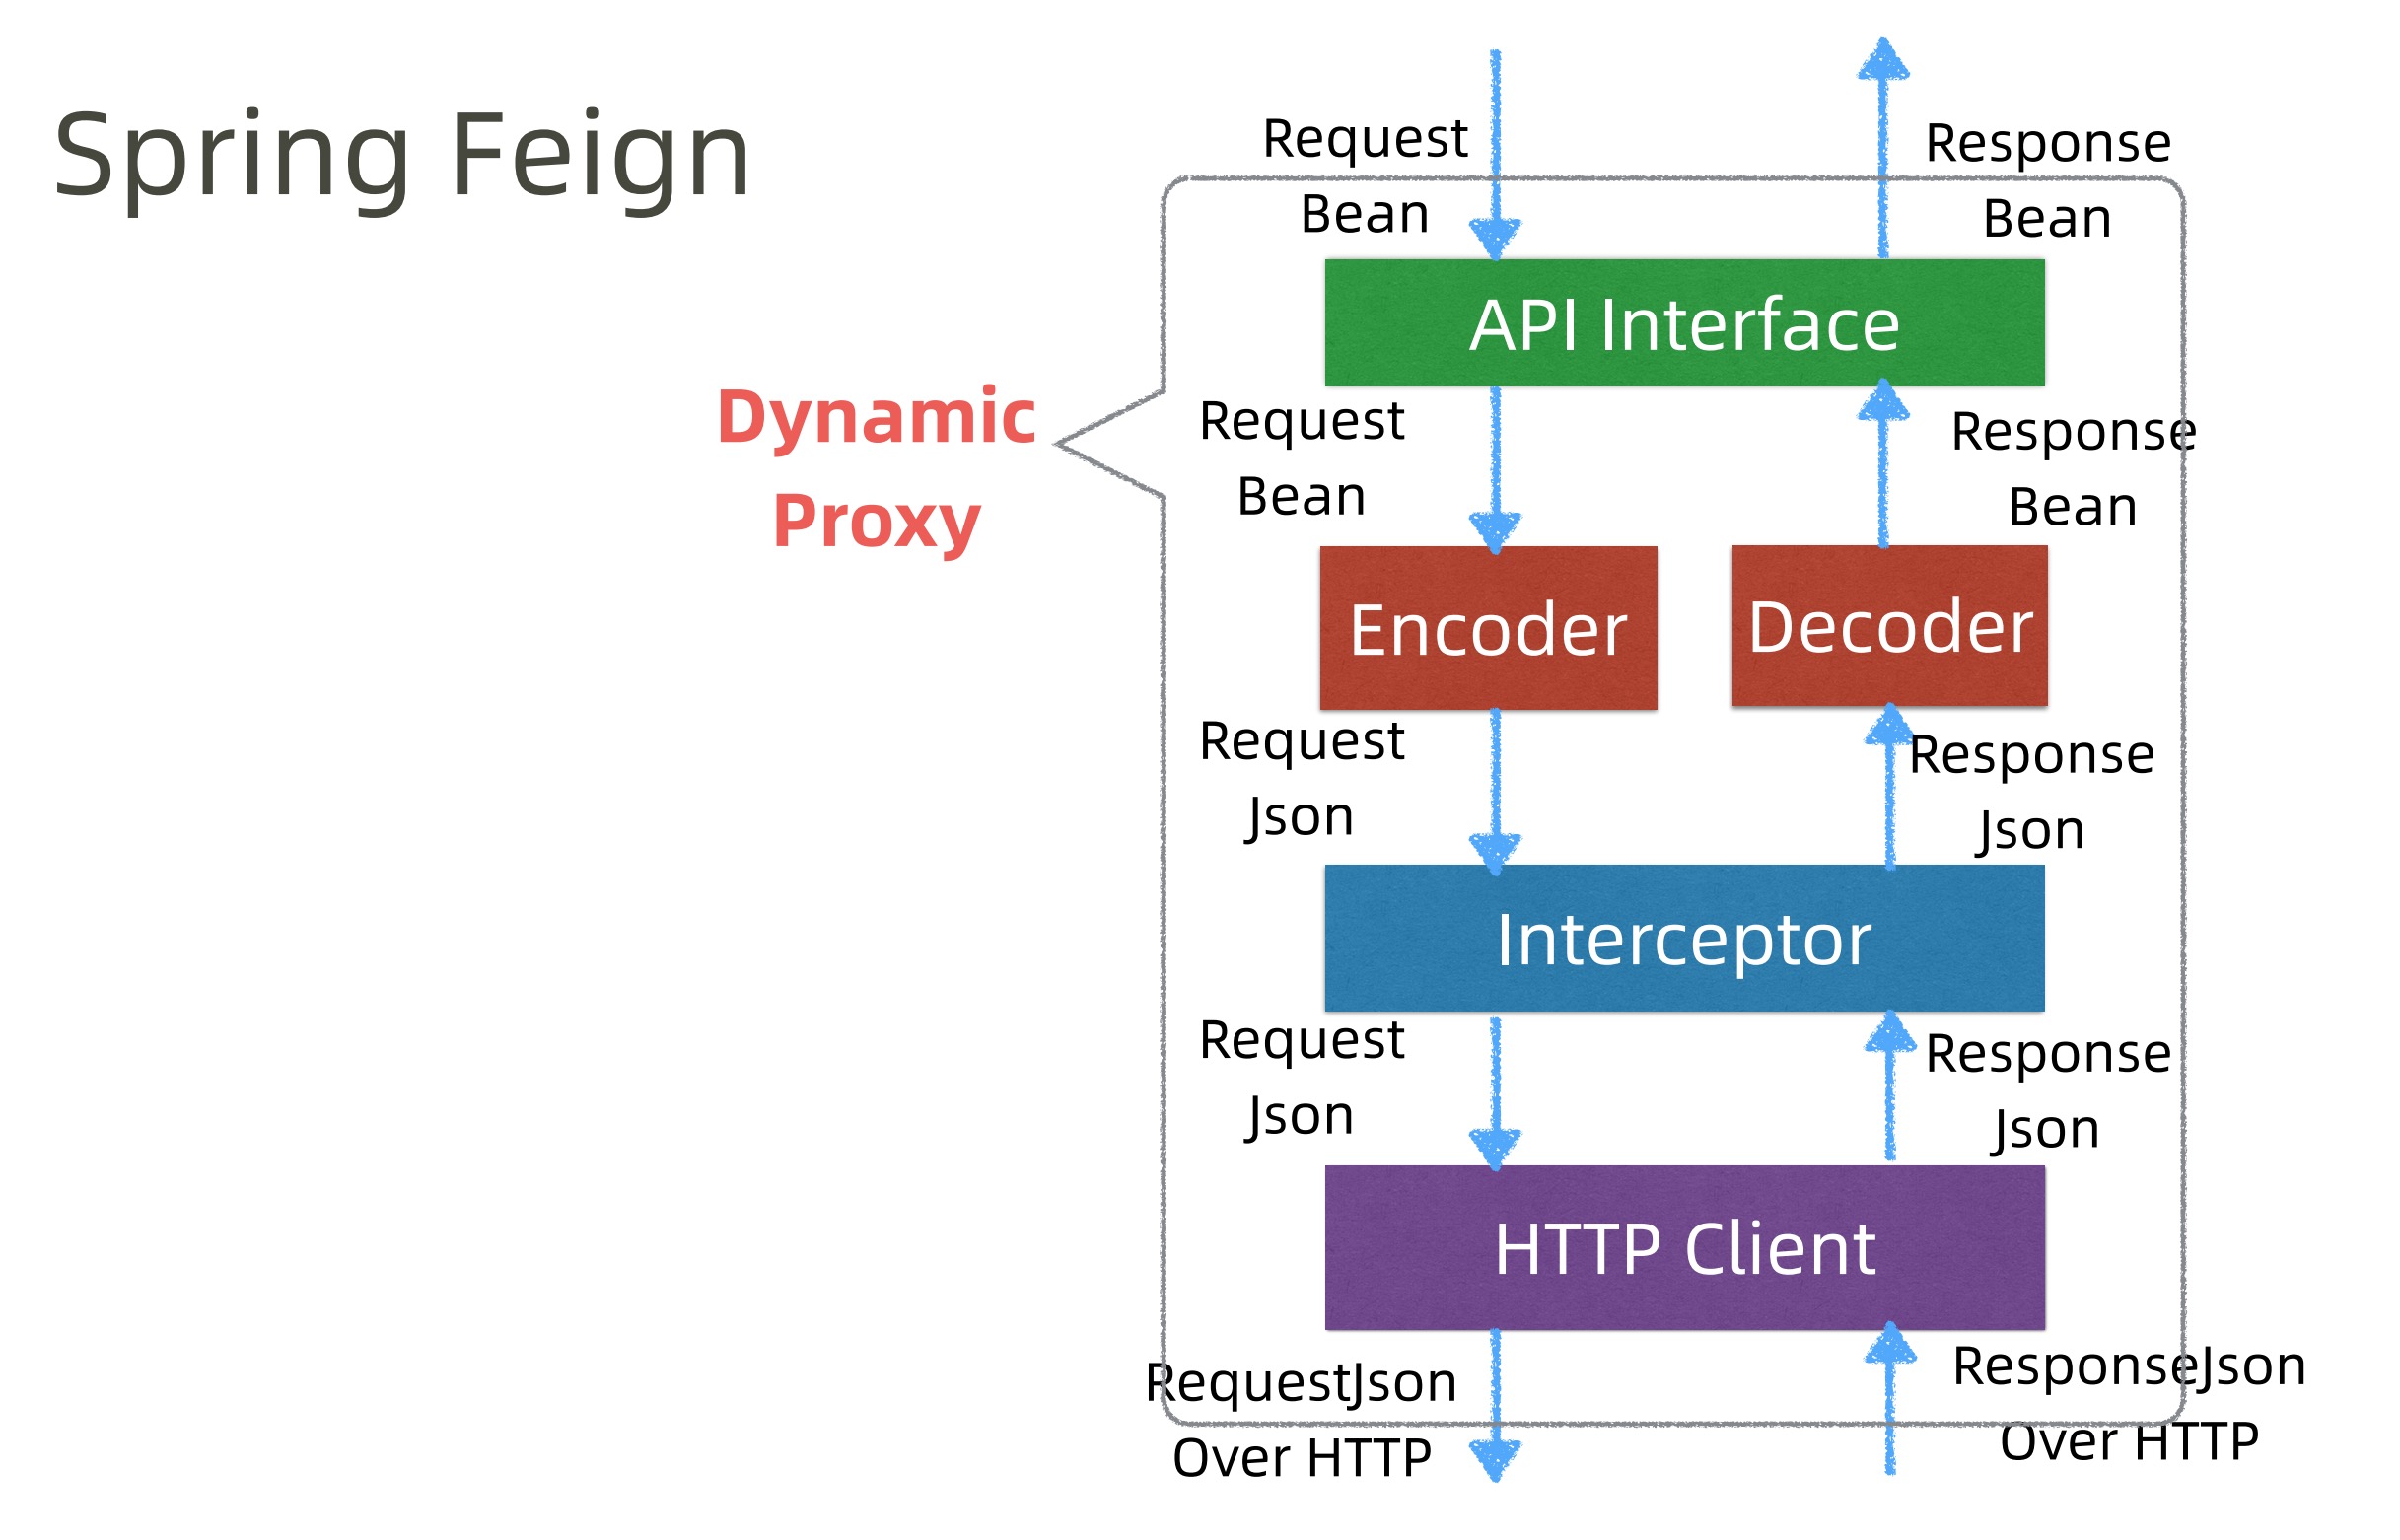 Spring Feign
Request
Bean
Response
Bean
API Interface
Dynamic
Proxy
Request
Bean
Response
Bean
Encoder
Decoder
Request
Json
Response
Json
Interceptor
Request
Json
Response
Json
HTTP Client
RequestJson
Over HTTP
ResponseJson
Over HTTP